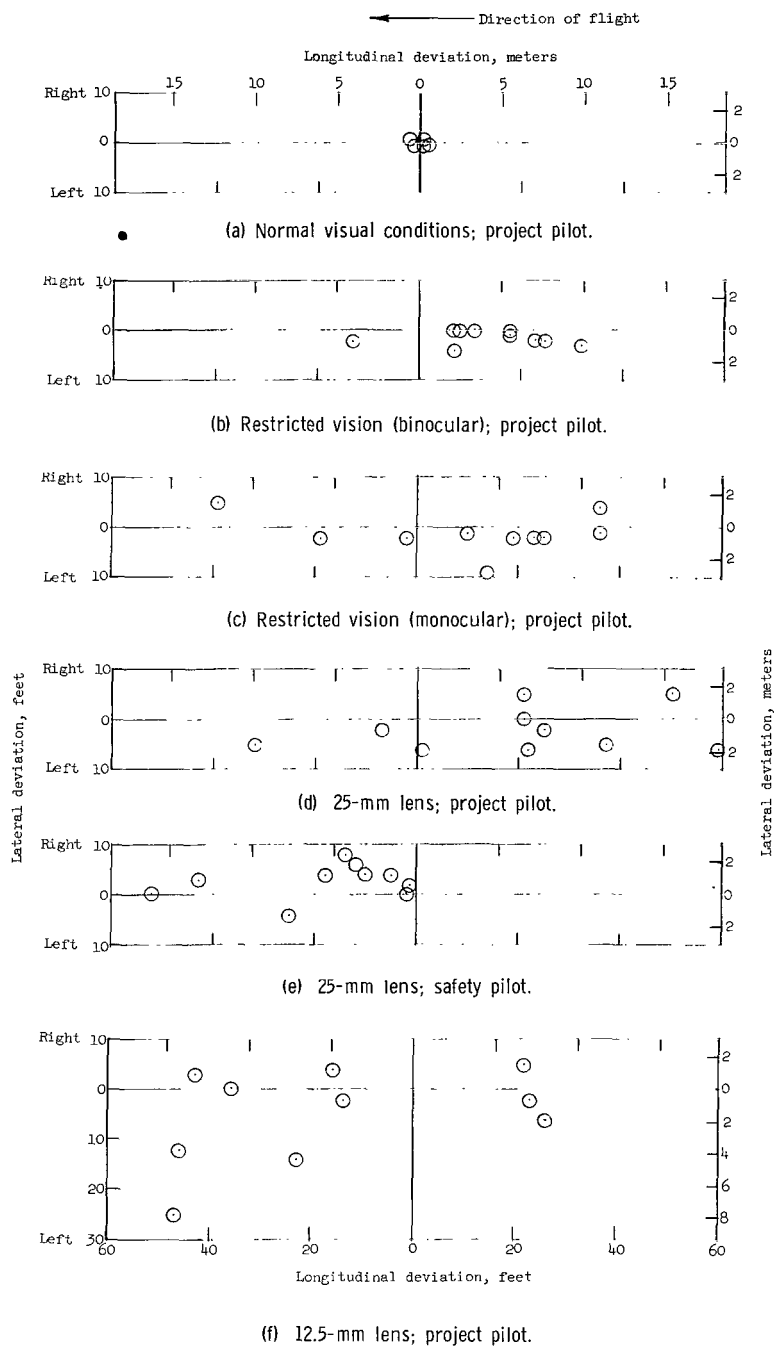 Direction of flight
Longitudinal deviation, meters
15 10 5 0 5 10 15
Right 10
0
Left 10
2
0
2
(a) Normal visual conditions; project pilot.
Right 10
0
Left 10
2
0
2
(b) Restricted vision (binocular); project pilot.
Right 10
0
Left 10
2
0
2
(c) Restricted vision (monocular); project pilot.
Lateral deviation, feet
Lateral deviation, meters
Right 10
0
Left 10
2
0
2
(d) 25-mm lens; project pilot.
Right 10
0
Left 10
2
0
2
(e) 25-mm lens; safety pilot.
Right 10
0
10
20
Left 30
2
0
2
4
6
8
60 40 20 0 20 40 60
Longitudinal deviation, feet
(f) 12.5-mm lens; project pilot.